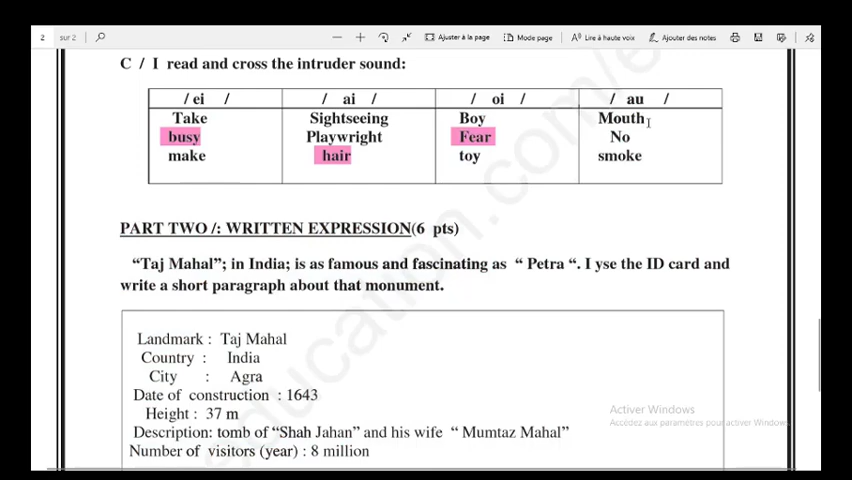 2 sur 2 Ajuster à la page Mode page Lire à haute voix Ajouter des notes
C / I read and cross the intruder sound:
/ ei / / ai / / oi / / au /
Take Sightseeing Boy Mouth
busy Playwright Fear No
make hair toy smoke
PART TWO /: WRITTEN EXPRESSION(6 pts)
“Taj Mahal”; in India; is as famous and fascinating as “ Petra “. I yse the ID card and
write a short paragraph about that monument.
Landmark : Taj Mahal
Country : India
City : Agra
Date of construction : 1643
Height : 37 m
Description: tomb of “Shah Jahan” and his wife “ Mumtaz Mahal”
Number of visitors (year) : 8 million
Activer Windows
Accédez aux paramètres pour activer Windows.